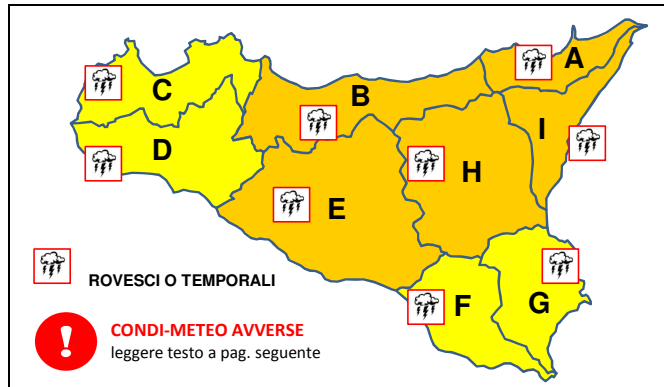 A
B
C
I
D
H
E
ROVESCI O TEMPORALI
F
G
CONDI-METEO AVVERSE
leggere testo a pag. seguente